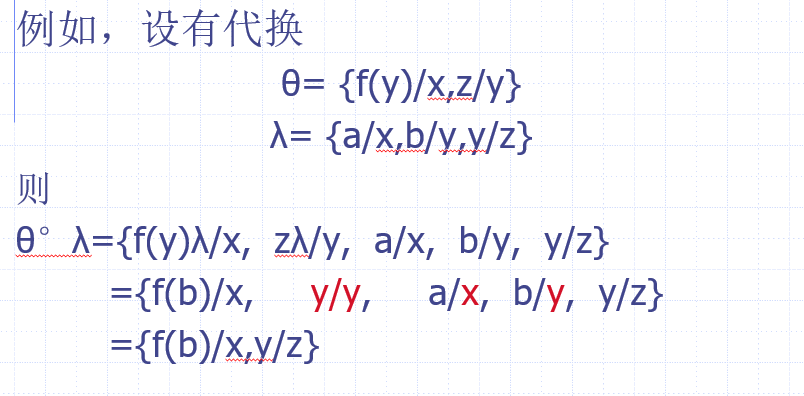 例如，设有代换
θ= {f(y)/x,z/y}
λ= {a/x,b/y,y/z}
则
θ°λ={f(y)λ/x, zλ/y, a/x, b/y, y/z}
={f(b)/x, y/y, a/x, b/y, y/z}
={f(b)/x,y/z}